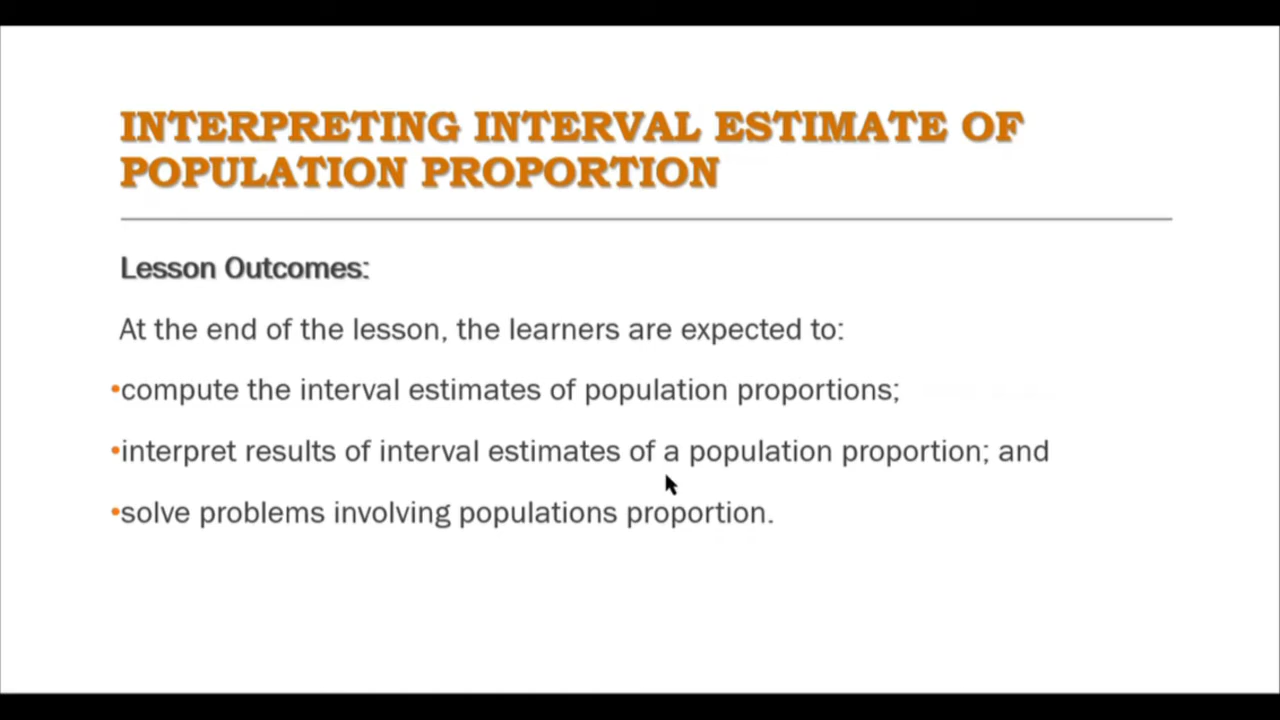 INTERPRETING INTERVAL ESTIMATE OF
POPULATION PROPORTION
Lesson Outcomes:
At the end of the lesson, the learners are expected to:
•compute the interval estimates of population proportions;
•interpret results of interval estimates of a population proportion; and
•solve problems involving populations proportion.